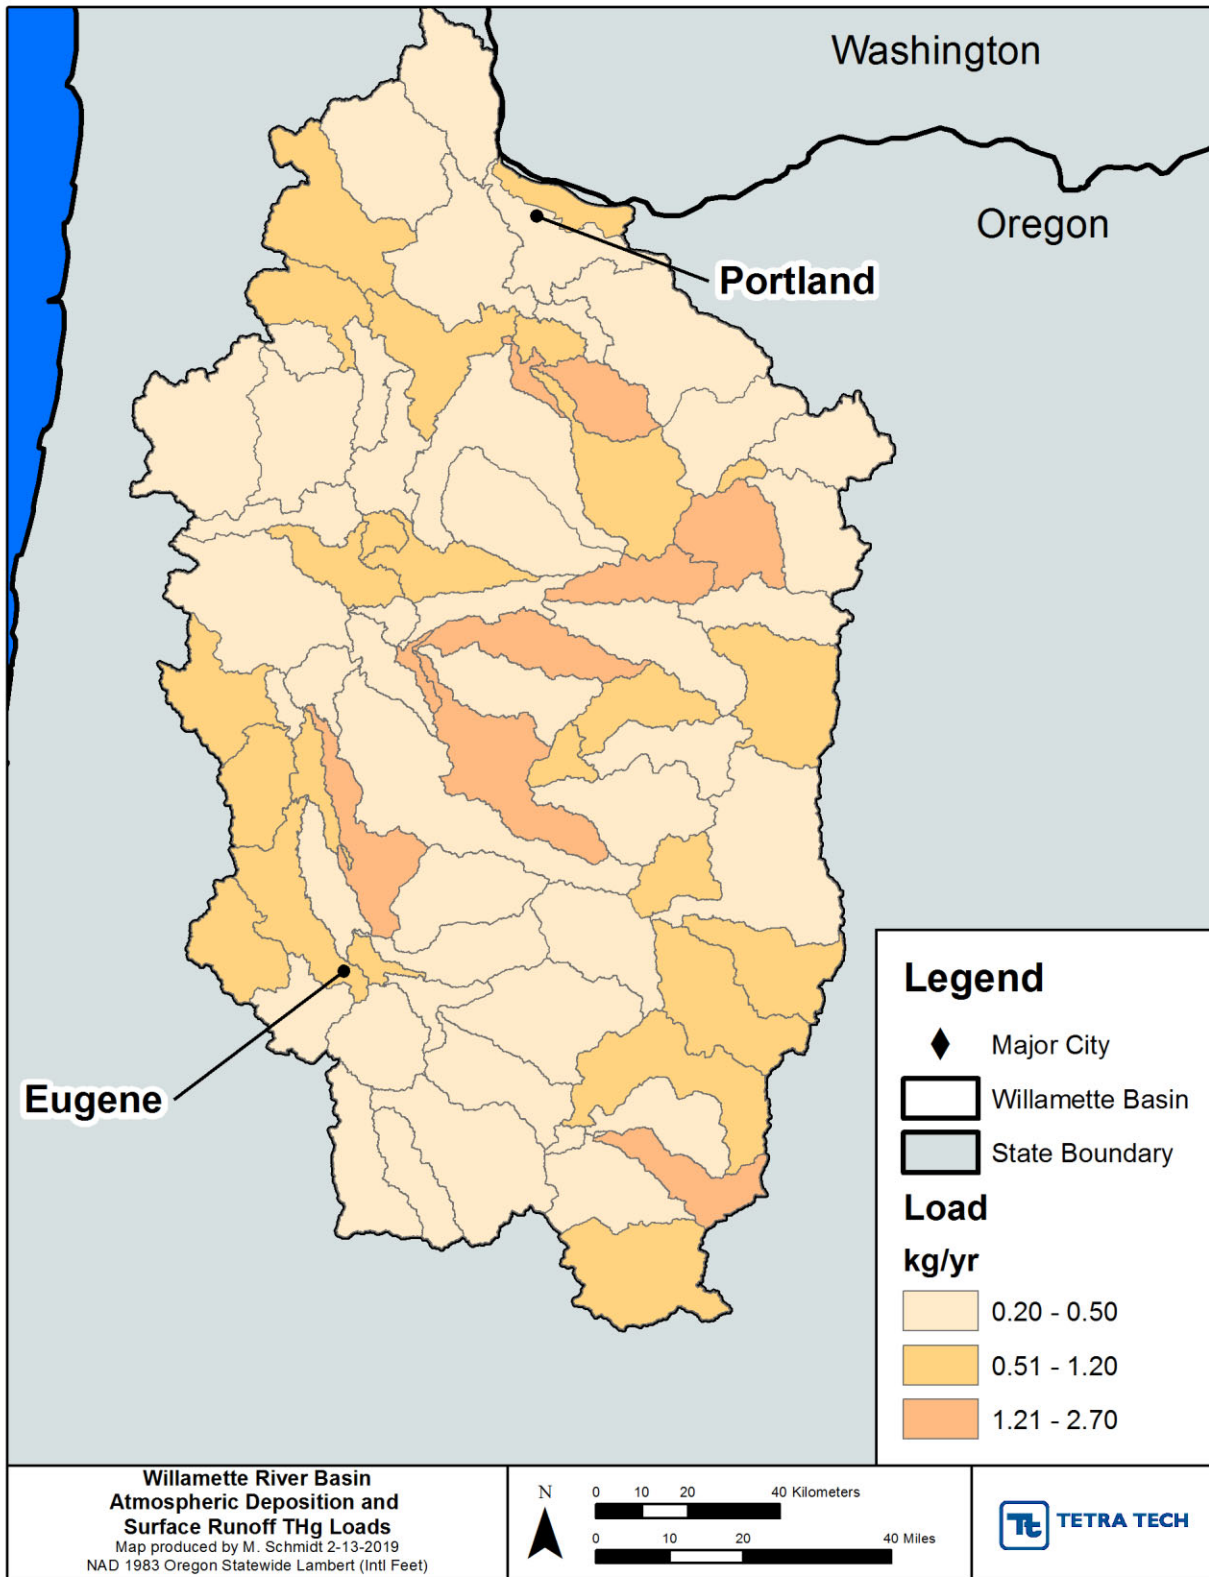 Washington
Oregon
Portland
Eugene
Legend
Major City
Willamette Basin
State Boundary
Load
kg/yr
0.20 - 0.50
0.51 - 1.20
1.21 - 2.70
Willamette River Basin
Atmospheric Deposition and
Surface Runoff THg Loads
Map produced by M. Schmidt 2-13-2019
NAD 1983 Oregon Statewide Lambert (Intl Feet)
N
0 10 20 40 Kilometers
0 10 20 40 Miles
Tt TETRA TECH